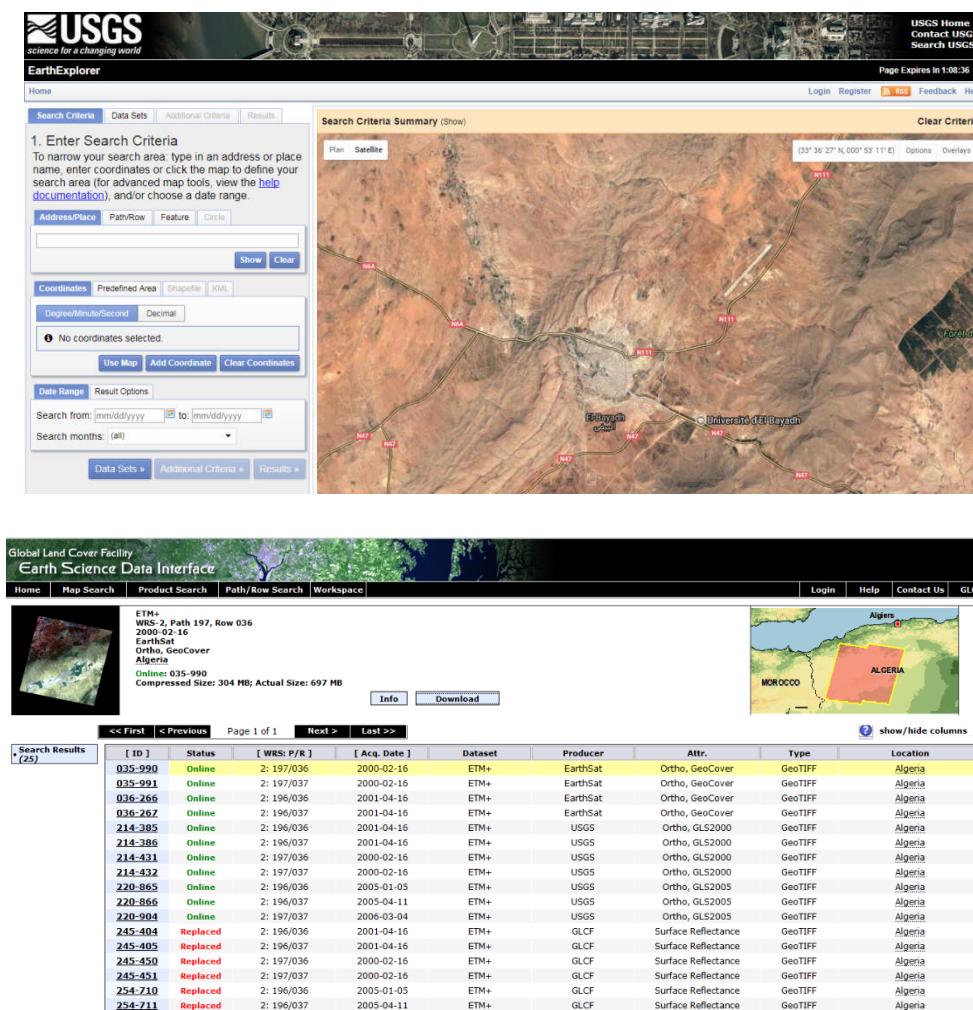 USGS
science for a changing world
USGS Home
Contact USG
Search USGS
EarthExplorer
Page Expires In 1:08:36
Home
Login Register RSS Feedback He
Search Criteria Data Sets Additional Criteria Results
Search Criteria Summary (Show)
Clear Criteri
1. Enter Search Criteria
To narrow your search area: type in an address or place
name, enter coordinates or click the map to define your
search area (for advanced map tools, view the help
documentation), and/or choose a date range.
Address/Place Path/Row Feature Circle
Show Clear
Coordinates Predefined Area Shapefile KML
Degree/Minute/Second Decimal
No coordinates selected.
Use Map Add Coordinate Clear Coordinates
Date Range Result Options
Search from: mm/dd/yyyy to: mm/dd/yyyy
Search months: (all)
Data Sets » Additional Criteria » Results »
Plan Satellite
(33° 36' 27" N, 000° 53' 11" E) Options Overlays
N111
N6A
N111
N6A
N111
Forêt d
El Bayadh
البيض
Université d'El Bayadh
N47
N47
N47
N47
N47
N47
Global Land Cover Facility
Earth Science Data Interface
Home Map Search Product Search Path/Row Search Workspace Login Help Contact Us GL
ETM+
WRS-2, Path 197, Row 036
2000-02-16
EarthSat
Ortho, GeoCover
Algeria
Online: 035-990
Compressed Size: 304 MB; Actual Size: 697 MB
Info Download
Algiers
ALGERIA
MOROCCO
<< First < Previous Page 1 of 1 Next > Last >>
show/hide columns
Search Results
(25)
[ ID ] Status [ WRS: P/R ] [ Acq. Date ] Dataset Producer Attr. Type Location
035-990 Online 2: 197/036 2000-02-16 ETM+ EarthSat Ortho, GeoCover GeoTIFF Algeria
035-991 Online 2: 197/037 2000-02-16 ETM+ EarthSat Ortho, GeoCover GeoTIFF Algeria
036-266 Online 2: 196/036 2001-04-16 ETM+ EarthSat Ortho, GeoCover GeoTIFF Algeria
036-267 Online 2: 196/037 2001-04-16 ETM+ EarthSat Ortho, GeoCover GeoTIFF Algeria
214-385 Online 2: 196/036 2001-04-16 ETM+ USGS Ortho, GLS2000 GeoTIFF Algeria
214-386 Online 2: 196/037 2001-04-16 ETM+ USGS Ortho, GLS2000 GeoTIFF Algeria
214-431 Online 2: 197/036 2000-02-16 ETM+ USGS Ortho, GLS2000 GeoTIFF Algeria
214-432 Online 2: 197/037 2000-02-16 ETM+ USGS Ortho, GLS2000 GeoTIFF Algeria
220-865 Online 2: 196/036 2005-01-05 ETM+ USGS Ortho, GLS2005 GeoTIFF Algeria
220-866 Online 2: 196/037 2005-04-11 ETM+ USGS Ortho, GLS2005 GeoTIFF Algeria
220-904 Online 2: 197/037 2006-03-04 ETM+ USGS Ortho, GLS2005 GeoTIFF Algeria
245-404 Replaced 2: 196/036 2001-04-16 ETM+ GLCF Surface Reflectance GeoTIFF Algeria
245-405 Replaced 2: 196/037 2001-04-16 ETM+ GLCF Surface Reflectance GeoTIFF Algeria
245-450 Replaced 2: 197/036 2000-02-16 ETM+ GLCF Surface Reflectance GeoTIFF Algeria
245-451 Replaced 2: 197/037 2000-02-16 ETM+ GLCF Surface Reflectance GeoTIFF Algeria
254-710 Replaced 2: 196/036 2005-01-05 ETM+ GLCF Surface Reflectance GeoTIFF Algeria
254-711 Replaced 2: 196/037 2005-04-11 ETM+ GLCF Surface Reflectance GeoTIFF Algeria